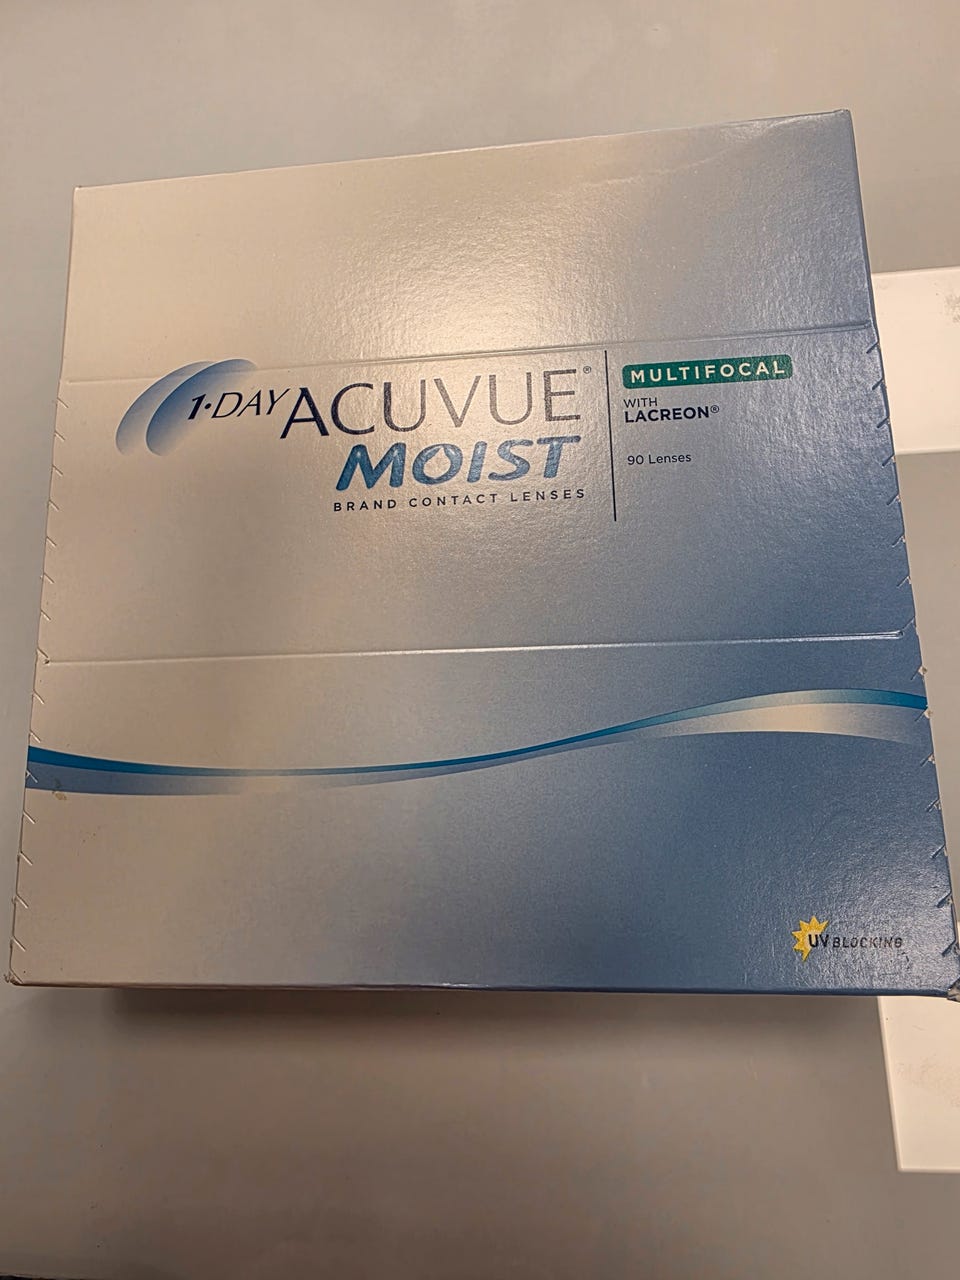 1·DAY ACUVUE®
MOIST
BRAND CONTACT LENSES
MULTIFOCAL
WITH
LACREON®
90 Lenses
UV BLOCKING